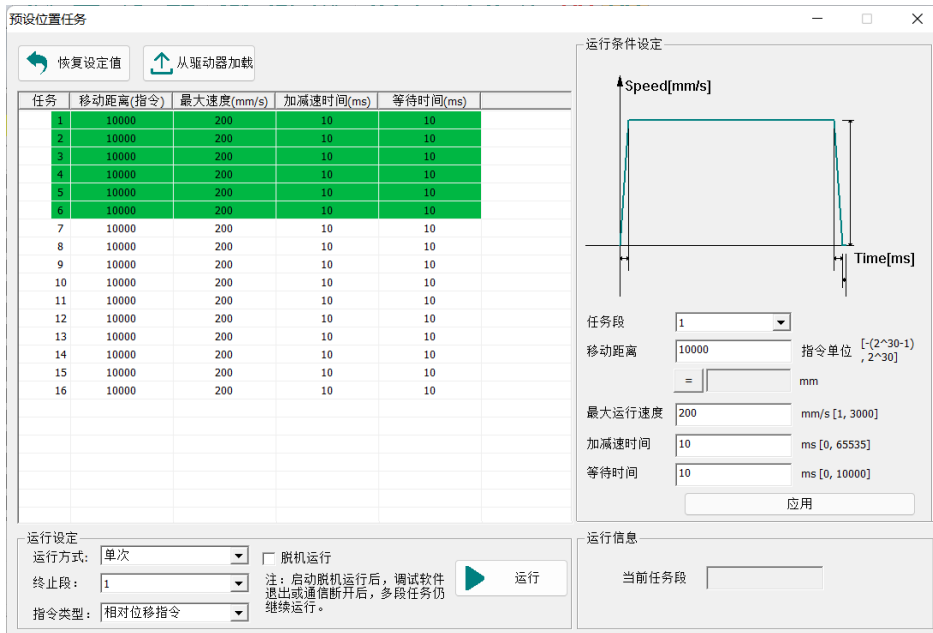 预设位置任务
恢复设定值
从驱动器加载
任务 移动距离(指令) 最大速度(mm/s) 加减速时间(ms) 等待时间(ms)
1 10000 200 10 10
2 10000 200 10 10
3 10000 200 10 10
4 10000 200 10 10
5 10000 200 10 10
6 10000 200 10 10
7 10000 200 10 10
8 10000 200 10 10
9 10000 200 10 10
10 10000 200 10 10
11 10000 200 10 10
12 10000 200 10 10
13 10000 200 10 10
14 10000 200 10 10
15 10000 200 10 10
16 10000 200 10 10
运行条件设定
Speed[mm/s]
Time[ms]
任务段 1
移动距离 10000 指令单位 [-(2^30-1)
, 2^30]
= mm
最大运行速度 200 mm/s [1, 3000]
加减速时间 10 ms [0, 65535]
等待时间 10 ms [0, 10000]
应用
运行设定
运行方式: 单次
终止段: 1
指令类型: 相对位移指令
脱机运行
注：启动脱机运行后，调试软件
退出或通信断开后，多段任务仍
继续运行。
运行
运行信息
当前任务段